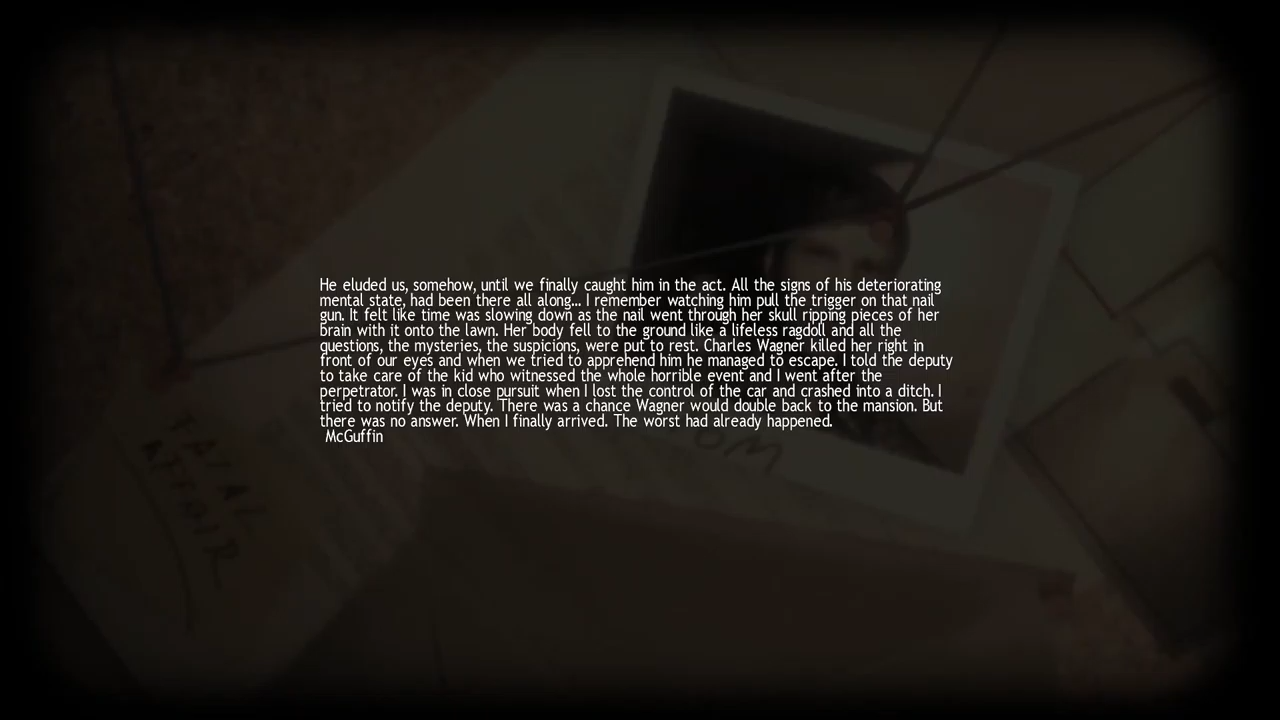 He eluded us, somehow, until we finally caught him in the act. All the signs of his deteriorating
mental state, had been there all along... I remember watching him pull the trigger on that nail
gun. It felt like time was slowing down as the nail went through her skull ripping pieces of her
brain with it onto the lawn. Her body fell to the ground like a lifeless ragdoll and all the
questions, the mysteries, the suspicions, were put to rest. Charles Wagner killed her right in
front of our eyes and when we tried to apprehend him he managed to escape. I told the deputy
to take care of the kid who witnessed the whole horrible event and I went after the
perpetrator. I was in close pursuit when I lost the control of the car and crashed into a ditch. I
tried to notify the deputy. There was a chance Wagner would double back to the mansion. But
there was no answer. When I finally arrived. The worst had already happened.
McGuffin